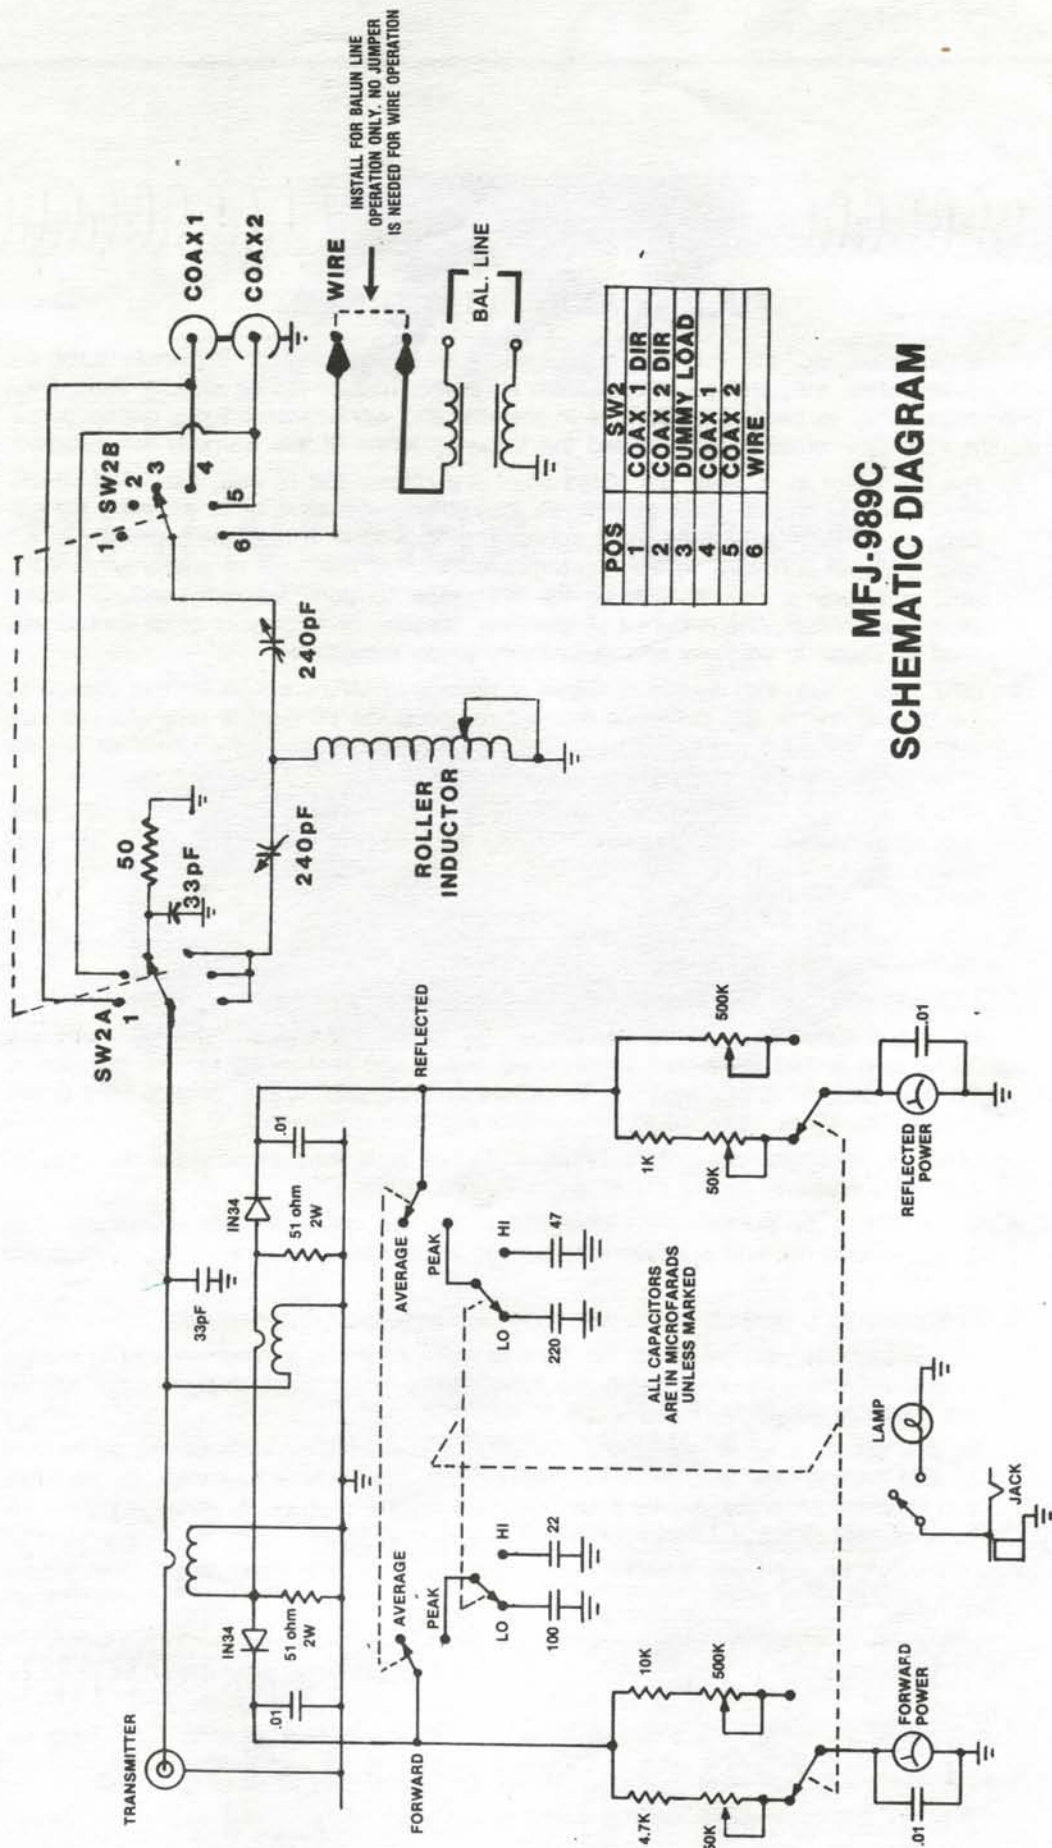 TRANSMITTER
33pF
SW2A
1
50
33pF
240pF
240pF
ROLLER
INDUCTOR
SW2B
1
2
3
4
5
6
COAX 1
COAX2
WIRE
INSTALL FOR BALUN LINE
OPERATION ONLY. NO JUMPER
IS NEEDED FOR WIRE OPERATION
BAL. LINE
.01
IN34
51 ohm
2W
IN34
51 ohm
2W
.01
FORWARD
AVERAGE
PEAK
LO
HI
100
22
AVERAGE
PEAK
LO
HI
220
47
REFLECTED
ALL CAPACITORS
ARE IN MICROFARADS
UNLESS MARKED
4.7K
50K
10K
500K
.01
FORWARD
POWER
LAMP
JACK
1K
50K
500K
REFLECTED
POWER
.01
POS SW2
1 COAX 1 DIR
2 COAX 2 DIR
3 DUMMY LOAD
4 COAX 1
5 COAX 2
6 WIRE
MFJ-989C
SCHEMATIC DIAGRAM